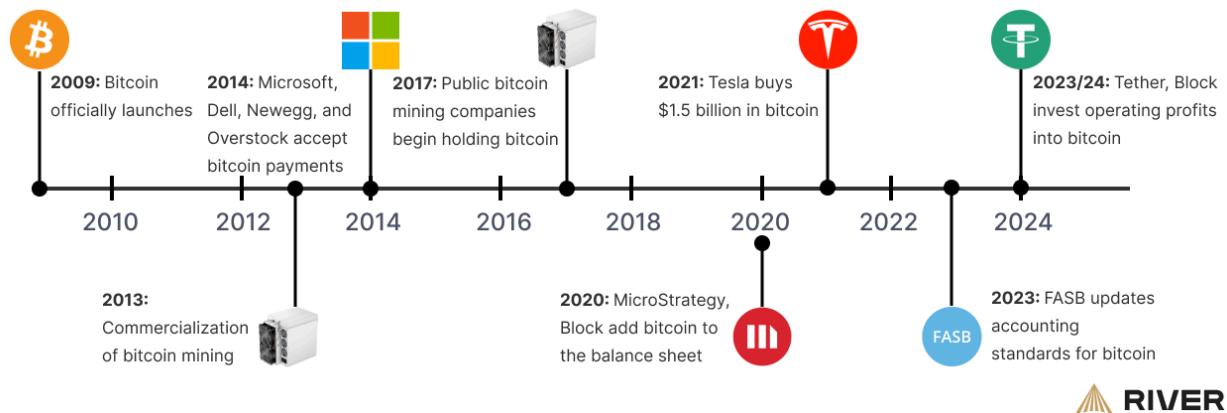 2009: Bitcoin
officially launches
2014: Microsoft,
Dell, Newegg, and
Overstock accept
bitcoin payments
2017: Public bitcoin
mining companies
begin holding bitcoin
2021: Tesla buys
$1.5 billion in bitcoin
2023/24: Tether, Block
invest operating profits
into bitcoin
2010
2012
2014
2016
2018
2020
2022
2024
2013:
Commercialization
of bitcoin mining
2020: MicroStrategy,
Block add bitcoin to
the balance sheet
FASB
2023: FASB updates
accounting
standards for bitcoin
RIVER